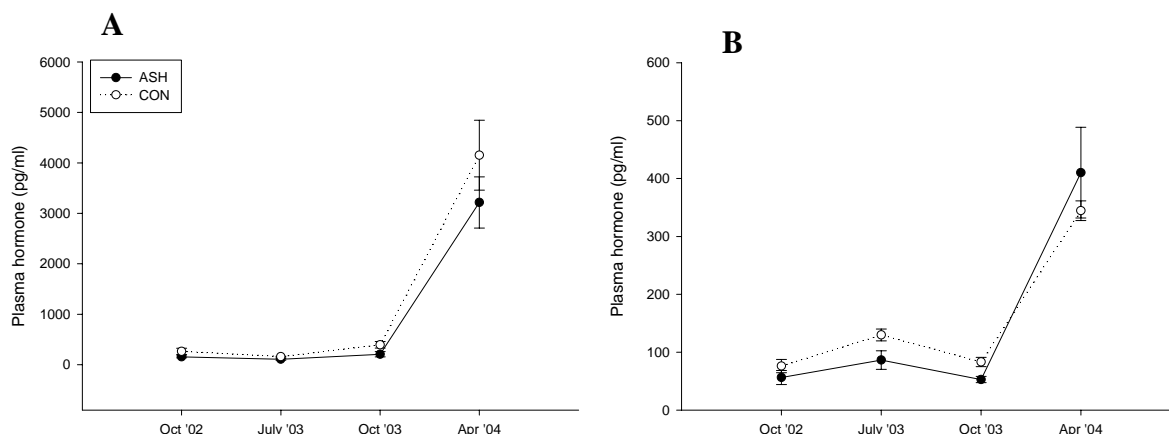 A
Plasma hormone (pg/ml)
6000
5000
4000
3000
2000
1000
0
ASH
CON
Oct '02 July '03 Oct '03 Apr '04
B
Plasma hormone (pg/ml)
600
500
400
300
200
100
0
Oct '02 July '03 Oct '03 Apr '04